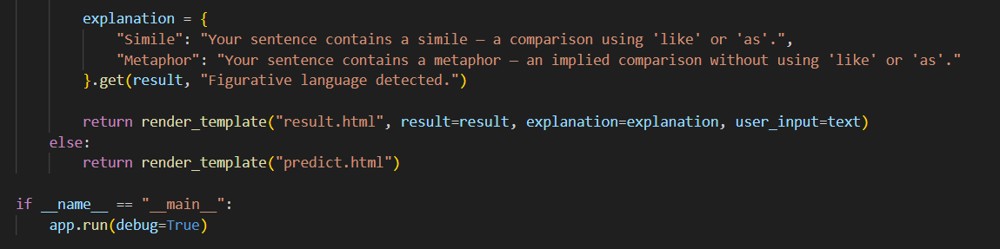 explanation = {
"Simile": "Your sentence contains a simile – a comparison using 'like' or 'as'.",
"Metaphor": "Your sentence contains a metaphor – an implied comparison without using 'like' or 'as'."
}.get(result, "Figurative language detected.")
return render_template("result.html", result=result, explanation=explanation, user_input=text)
else:
return render_template("predict.html")
if __name__ == "__main__":
app.run(debug=True)